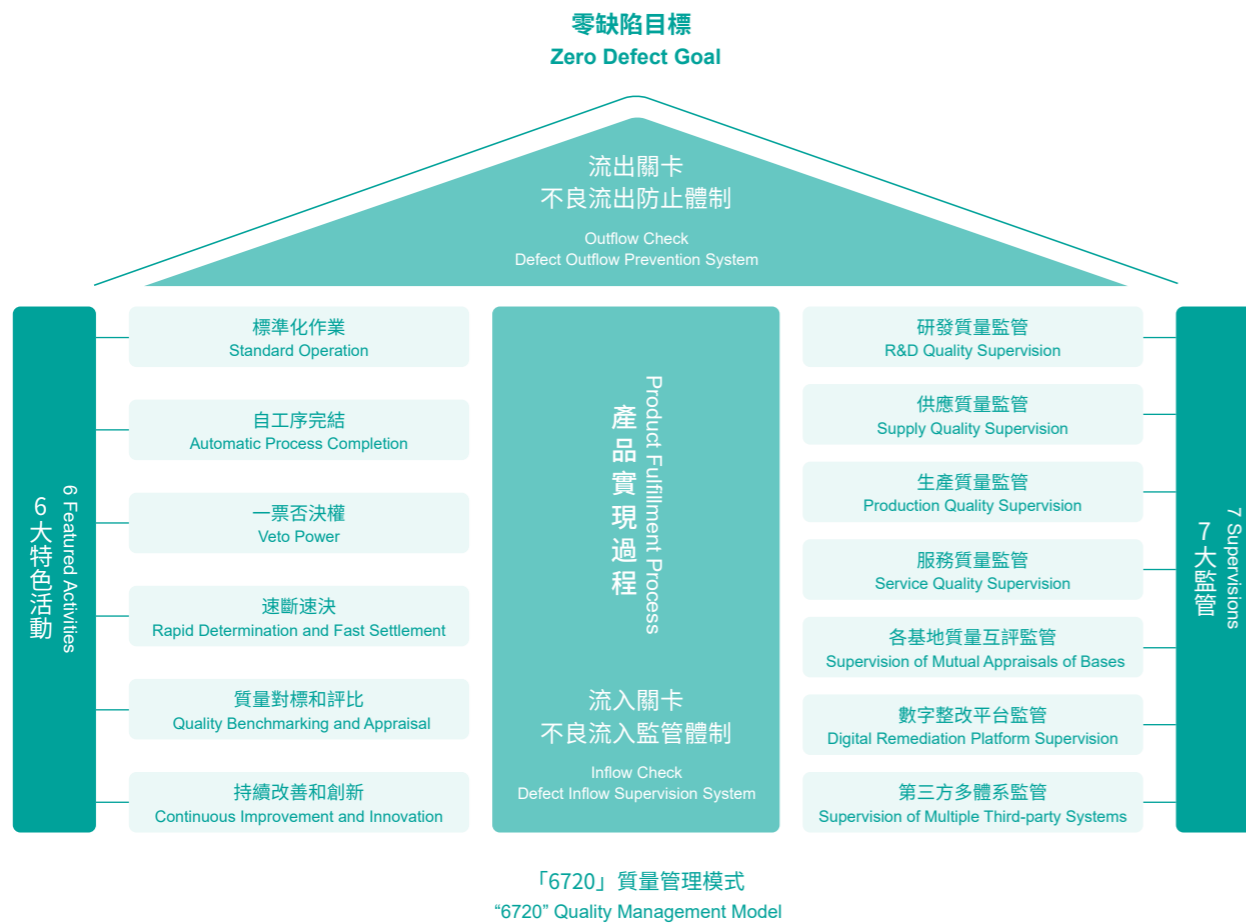 零缺陷目標
Zero Defect Goal
流出關卡
不良流出防止體制
Outflow Check
Defect Outflow Prevention System
6大特色活動
6 Featured Activities
標準化作業
Standard Operation
自工序完結
Automatic Process Completion
一票否決權
Veto Power
速斷速決
Rapid Determination and Fast Settlement
質量對標和評比
Quality Benchmarking and Appraisal
持續改善和創新
Continuous Improvement and Innovation
產品實現過程
Product Fulfillment Process
流入關卡
不良流入監管體制
Inflow Check
Defect Inflow Supervision System
研發質量監管
R&D Quality Supervision
供應質量監管
Supply Quality Supervision
生產質量監管
Production Quality Supervision
服務質量監管
Service Quality Supervision
各基地質量互評監管
Supervision of Mutual Appraisals of Bases
數字整改平台監管
Digital Remediation Platform Supervision
第三方多體系監管
Supervision of Multiple Third-party Systems
7大監管
7 Supervisions
「6720」質量管理模式
“6720” Quality Management Model